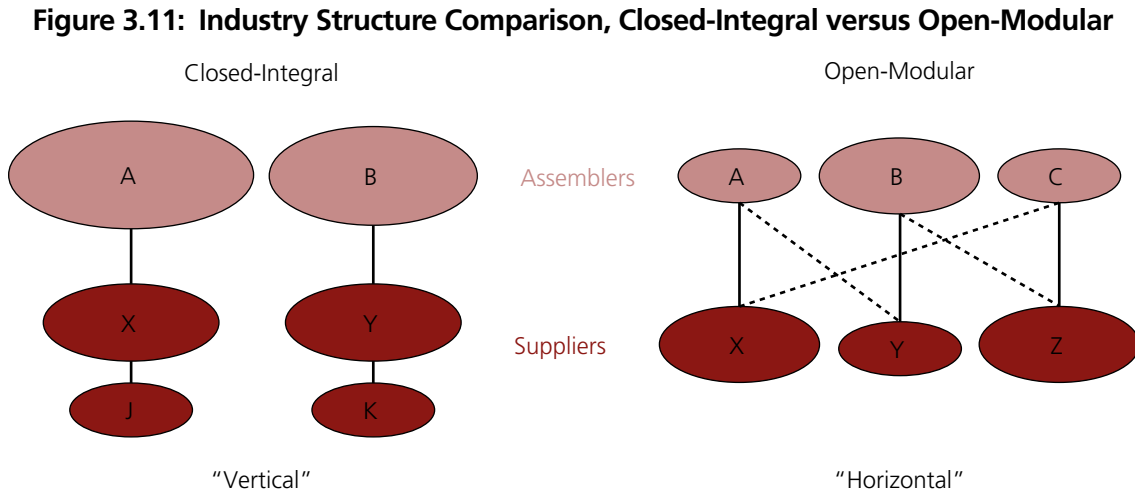 Figure 3.11: Industry Structure Comparison, Closed-Integral versus Open-Modular
Closed-Integral
Open-Modular
A
B
Assemblers
A
B
C
X
Y
Suppliers
X
Y
Z
J
K
“Vertical”
“Horizontal”